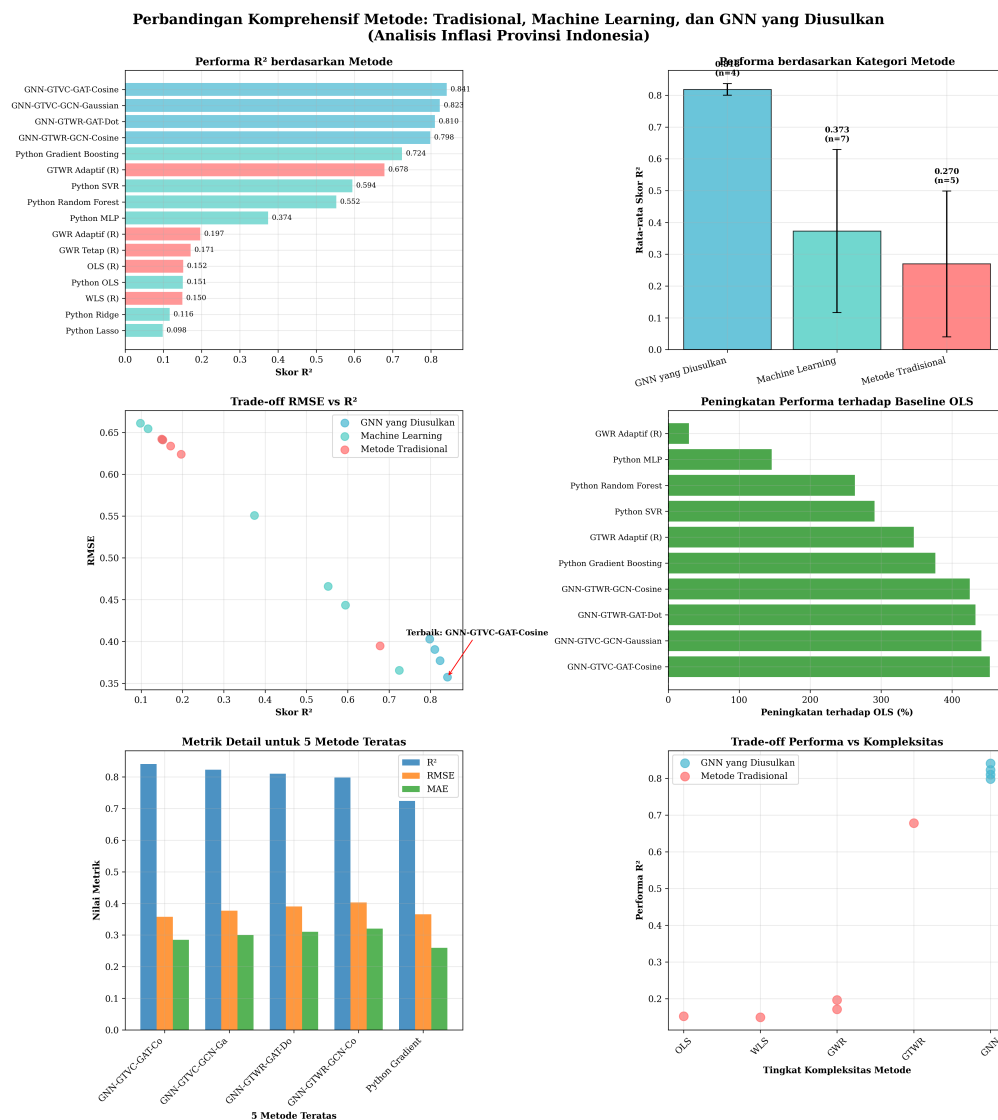 Perbandingan Komprehensif Metode: Tradisional, Machine Learning, dan GNN yang Diusulkan
(Analisis Inflasi Provinsi Indonesia)
Performa R² berdasarkan Metode
GNN-GTVC-GAT-Cosine
0.841
GNN-GTVC-GCN-Gaussian
0.823
GNN-GTWR-GAT-Dot
0.810
GNN-GTWR-GCN-Cosine
0.798
Python Gradient Boosting
0.724
GTWR Adaptif (R)
0.678
Python SVR
0.594
Python Random Forest
0.552
Python MLP
0.374
GWR Adaptif (R)
0.197
GWR Tetap (R)
0.171
OLS (R)
0.152
Python OLS
0.151
WLS (R)
0.150
Python Ridge
0.116
Python Lasso
0.098
0.0 0.1 0.2 0.3 0.4 0.5 0.6 0.7 0.8
Skor R²
Performa berdasarkan Kategori Metode
(n=4)
0.373
(n=7)
0.270
(n=5)
0.8
0.7
0.6
0.5
0.4
0.3
0.2
0.1
0.0
Rata-rata Skor R²
GNN yang Diusulkan
Machine Learning
Metode Tradisional
Trade-off RMSE vs R²
GNN yang Diusulkan
Machine Learning
Metode Tradisional
0.65
0.60
0.55
0.50
0.45
0.40
0.35
RMSE
Terbaik: GNN-GTVC-GAT-Cosine
0.1 0.2 0.3 0.4 0.5 0.6 0.7 0.8
Skor R²
Peningkatan Performa terhadap Baseline OLS
GWR Adaptif (R)
Python MLP
Python Random Forest
Python SVR
GTWR Adaptif (R)
Python Gradient Boosting
GNN-GTWR-GCN-Cosine
GNN-GTWR-GAT-Dot
GNN-GTVC-GCN-Gaussian
GNN-GTVC-GAT-Cosine
0 100 200 300 400
Peningkatan terhadap OLS (%)
Metrik Detail untuk 5 Metode Teratas
R²
RMSE
MAE
0.8
0.7
0.6
0.5
0.4
0.3
0.2
0.1
0.0
Nilai Metrik
GNN-GTVC-GAT-Co
GNN-GTVC-GCN-Ga
GNN-GTWR-GAT-Do
GNN-GTWR-GCN-Co
Python Gradient
5 Metode Teratas
Trade-off Performa vs Kompleksitas
GNN yang Diusulkan
Metode Tradisional
0.8
0.7
0.6
0.5
0.4
0.3
0.2
Performa R²
OLS
WLS
GWR
GTWR
GNN
Tingkat Kompleksitas Metode